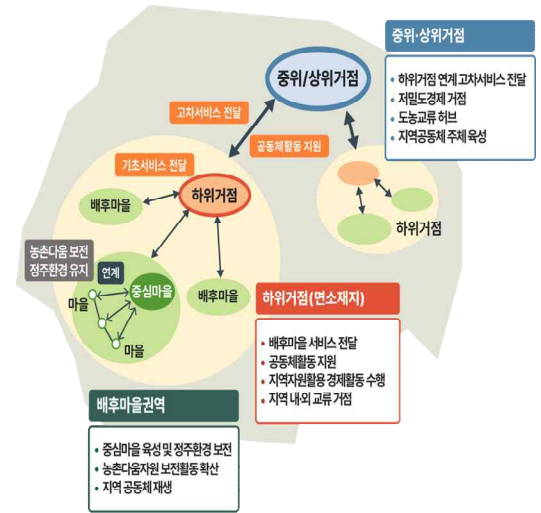 중위·상위거점
• 하위거점 연계 고차서비스 전달
• 저밀도경제 거점
• 도농교류 허브
• 지역공동체 주체 육성
중위/상위거점
고차서비스 전달
공동체활동 지원
기초서비스 전달
하위거점
배후마을
하위거점
농촌다움 보전
정주환경 유지
연계
중심마을
마을
마을
배후마을
하위거점(면소재지)
• 배후마을 서비스 전달
• 공동체활동 지원
• 지역자원활용 경제활동 수행
• 지역 내·외 교류 거점
배후마을권역
• 중심마을 육성 및 정주환경 보전
• 농촌다움자원 보전활동 확산
• 지역 공동체 재생